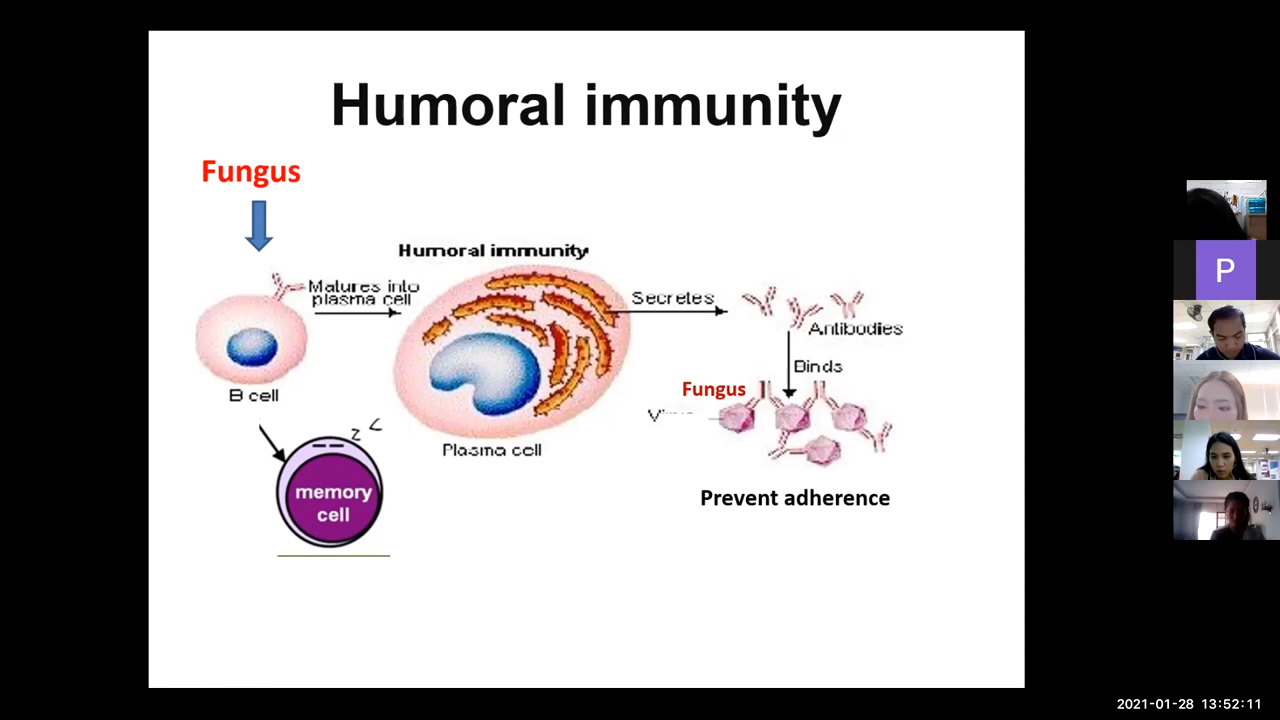 Humoral immunity
Fungus
Humoral immunity
Matures into
plasma cell
Secretes
Antibodies
B cell
Binds
Fungus
Plasma cell
memory
cell
Prevent adherence
P
2021-01-28 13:52:11